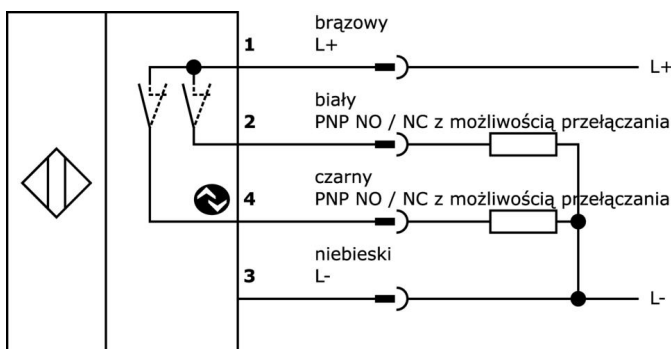 brązowy
1 L+ L+
biały
2 PNP NO / NC z możliwością przełączania
czarny
4 PNP NO / NC z możliwością przełączania
niebieski
3 L- L-